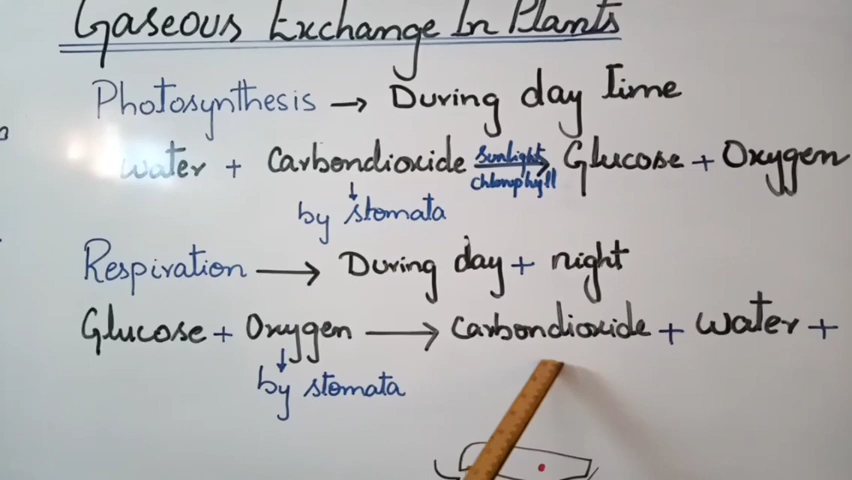 Gaseous Exchange In Plants
Photosynthesis → During day Time
Water + Carbondioxide sunlight chlorophyll → Glucose + Oxygen
↓
by stomata
Respiration → During day + night
Glucose + Oxygen → Carbondioxide + Water +
↓
by stomata